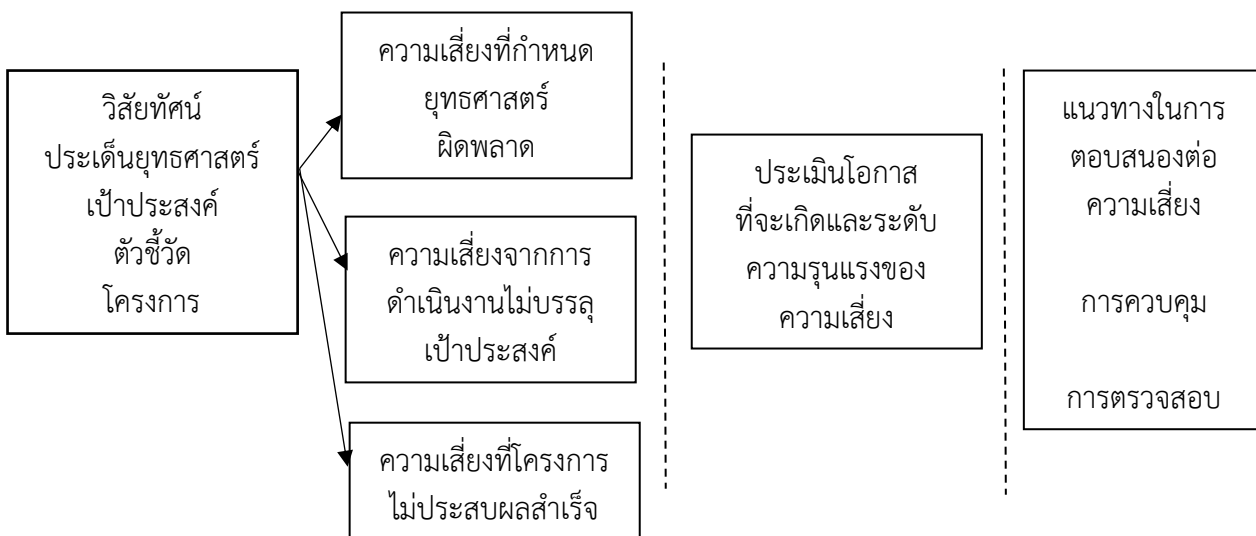 วิสัยทัศน์
ประเด็นยุทธศาสตร์
เป้าประสงค์
ตัวชี้วัด
โครงการ
ความเสี่ยงที่กำหนด
ยุทธศาสตร์
ผิดพลาด
ความเสี่ยงจากการ
ดำเนินงานไม่บรรลุ
เป้าประสงค์
ความเสี่ยงที่โครงการ
ไม่ประสบผลสำเร็จ
ประเมินโอกาส
ที่จะเกิดและระดับ
ความรุนแรงของ
ความเสี่ยง
แนวทางในการ
ตอบสนองต่อ
ความเสี่ยง
การควบคุม
การตรวจสอบ